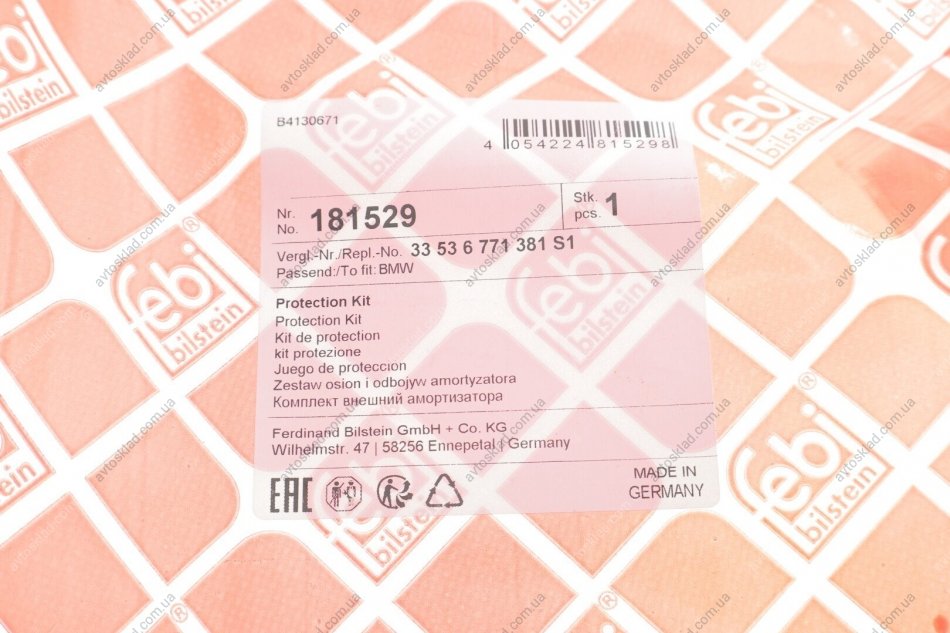 B4130671
4 054224 815298
Nr.
No. 181529
Stk.
pcs. 1
Vergl.-Nr./Repl.-No. 33 53 6 771 381 S1
Passend:/To fit: BMW
Protection Kit
Protection Kit
Kit de protection
kit protezione
Juego de protección
Zestaw osion i odbojyw amortyzatora
Комплект внешний амортизатора
Ferdinand Bilstein GmbH + Co. KG
Wilhelmstr. 47 | 58256 Ennepetal | Germany
MADE IN
GERMANY
EAC
febi
bilstein
®
avtosklad.com.ua